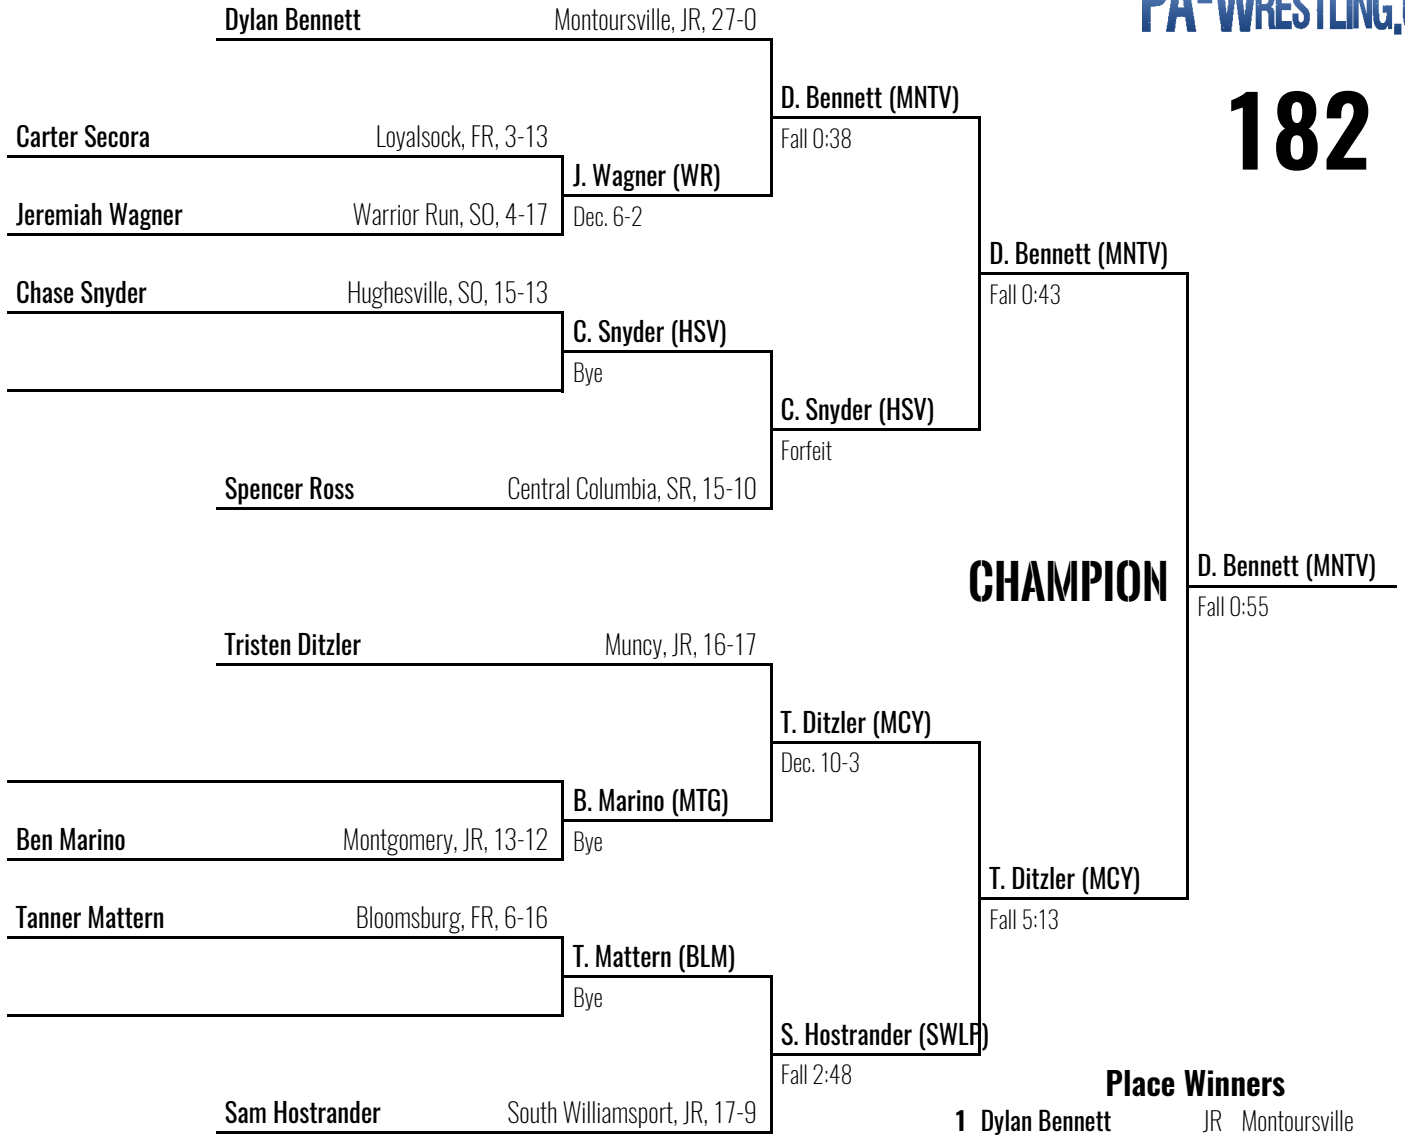 Dylan Bennett Montoursville, JR, 27-0
PA-WRESTLING.
182
D. Bennett (MNTV)
Fall 0:38
Carter Secora Loyalsock, FR, 3-13
J. Wagner (WR)
Dec. 6-2
Jeremiah Wagner Warrior Run, SO, 4-17
D. Bennett (MNTV)
Fall 0:43
Chase Snyder Hughesville, SO, 15-13
C. Snyder (HSV)
Bye
C. Snyder (HSV)
Forfeit
Spencer Ross Central Columbia, SR, 15-10
CHAMPION
D. Bennett (MNTV)
Fall 0:55
Tristen Ditzler Muncy, JR, 16-17
T. Ditzler (MCY)
Dec. 10-3
B. Marino (MTG)
Bye
Ben Marino Montgomery, JR, 13-12
T. Ditzler (MCY)
Fall 5:13
Tanner Mattern Bloomsburg, FR, 6-16
T. Mattern (BLM)
Bye
S. Hostrander (SWLP)
Fall 2:48
Sam Hostrander South Williamsport, JR, 17-9
Place Winners
1 Dylan Bennett JR Montoursville